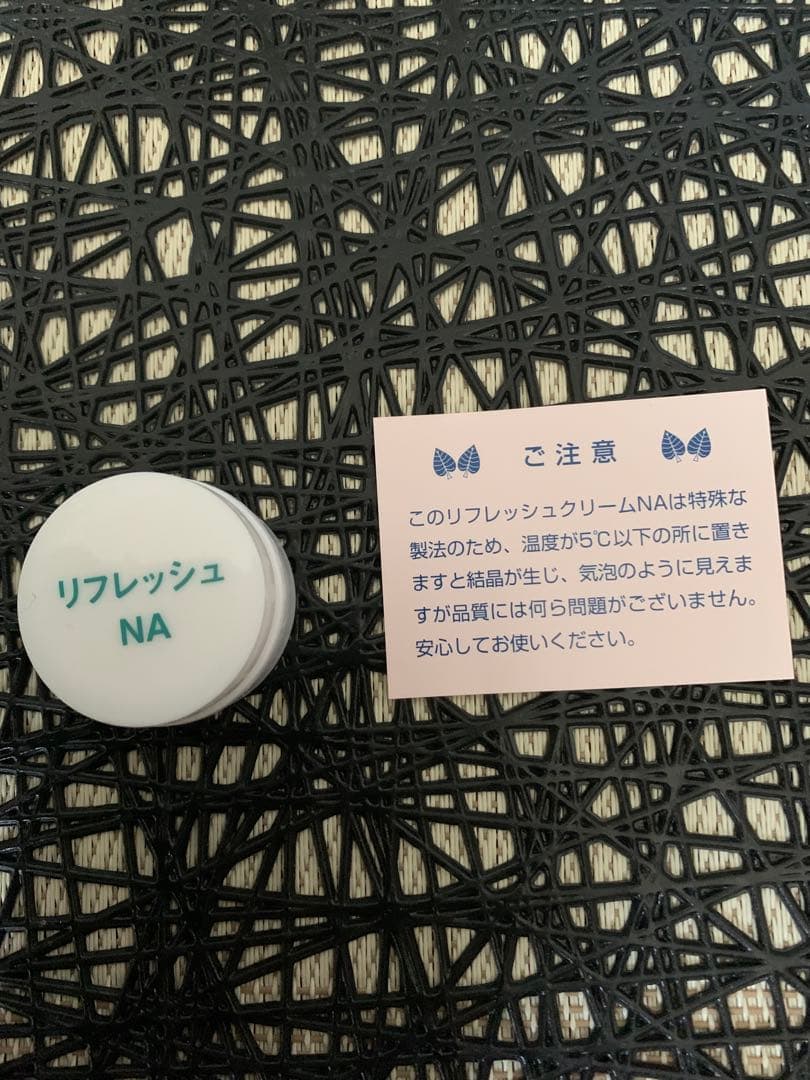 リフレッシュ
NA
ご注意
このリフレッシュクリームNAは特殊な
製法のため、温度が5℃以下の所に置き
ますと結晶が生じ、気泡のように見えま
すが品質には何ら問題がございません。
安心してお使いください。